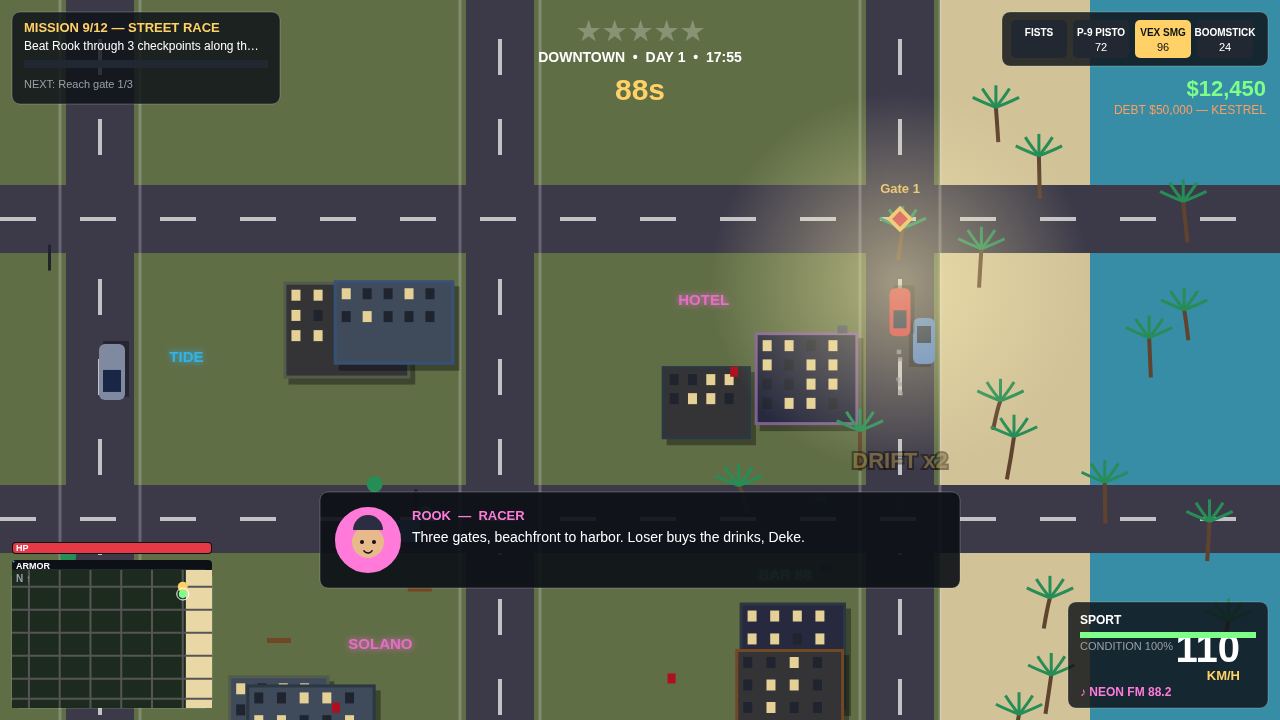 MISSION 9/12 — STREET RACE
Beat Rook through 3 checkpoints along th…
NEXT: Reach gate 1/3
DOWNTOWN • DAY 1 • 17:55
88s
FISTS
P-9 PISTO
72
VEX SMG
96
BOOMSTICK
24
$12,450
DEBT $50,000 — KESTREL
Gate 1
HOTEL
TIDE
DRIFT x2
ROOK — RACER
Three gates, beachfront to harbor. Loser buys the drinks, Deke.
BAR 88
HP
ARMOR
N
SOLANO
SPORT
CONDITION 100%
110
KM/H
♪ NEON FM 88.2